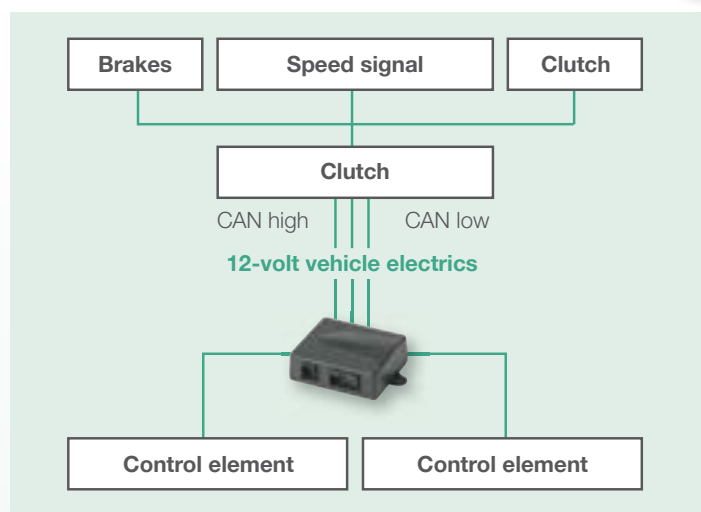 Brakes
Speed signal
Clutch
Clutch
CAN high
CAN low
12-volt vehicle electrics
Control element
Control element